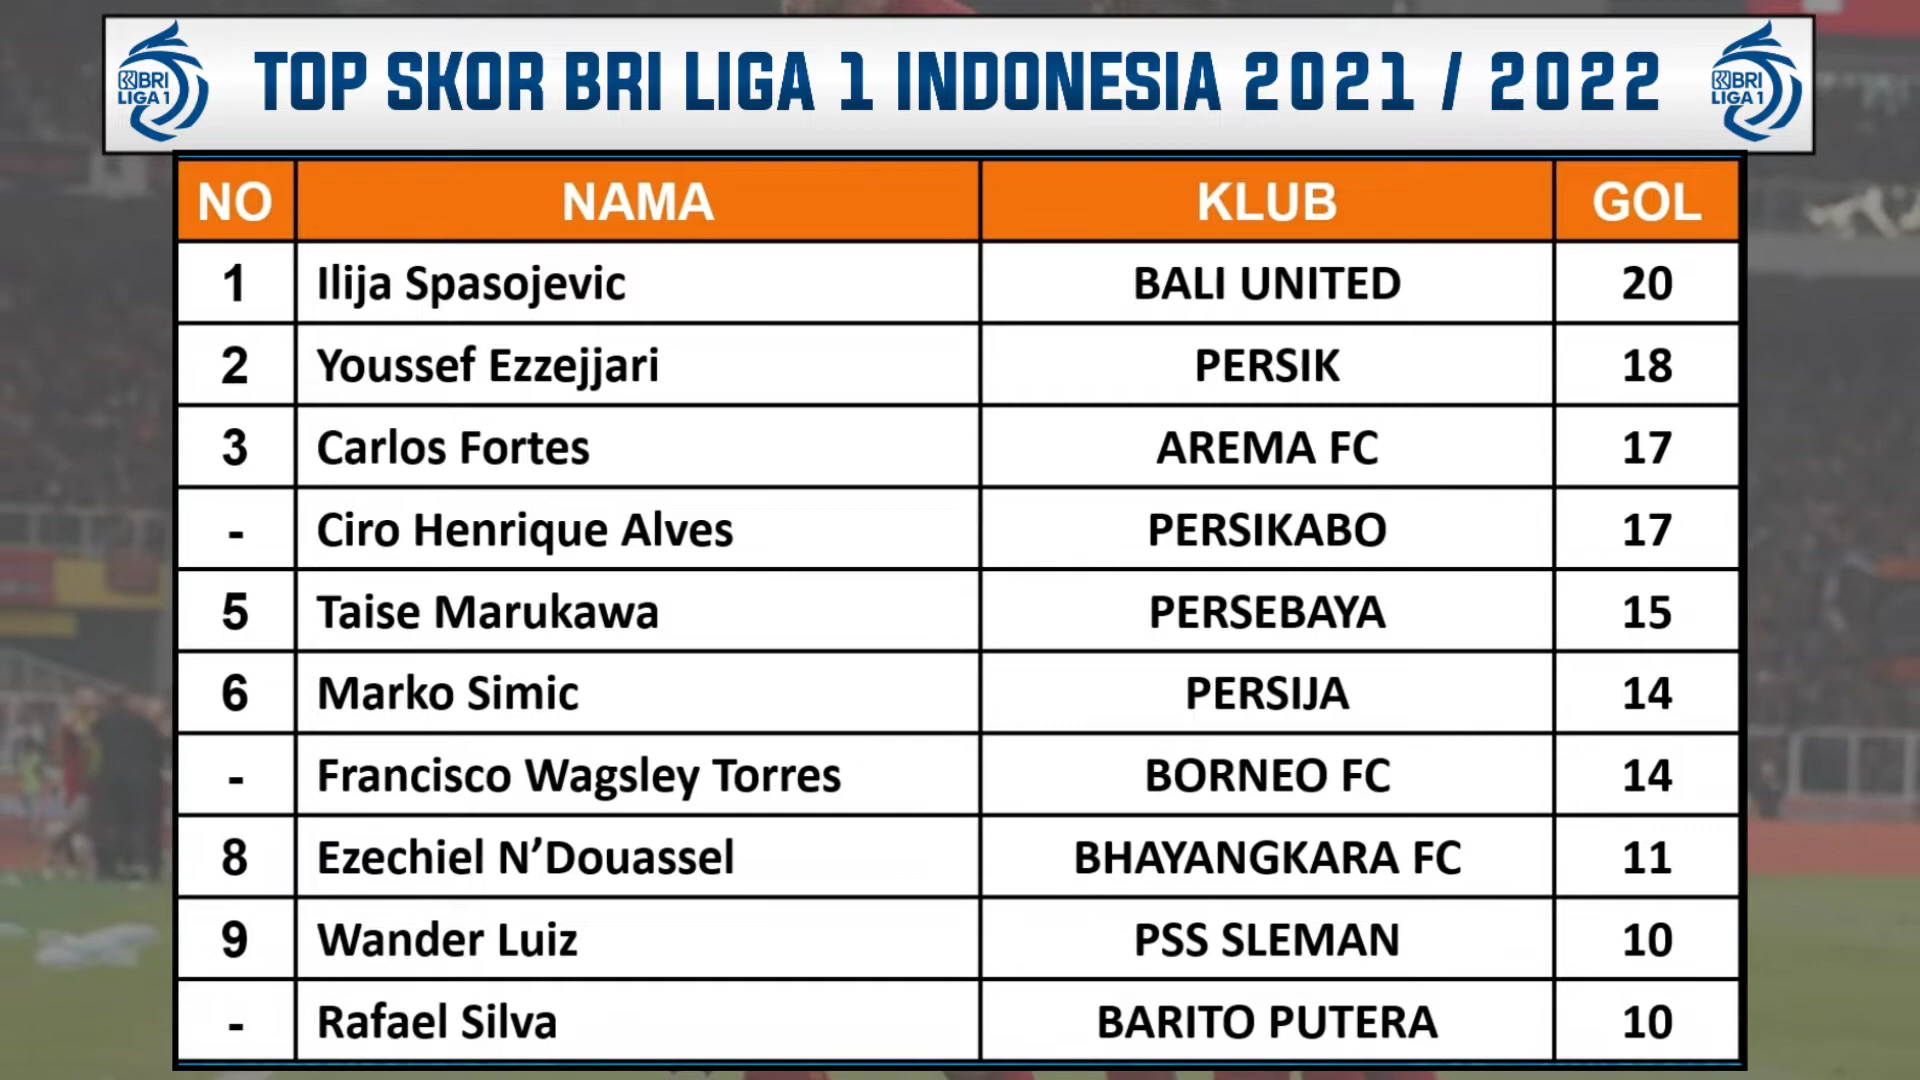 BRI
LIGA 1
TOP SKOR BRI LIGA 1 INDONESIA 2021 / 2022
BRI
LIGA 1
NO NAMA KLUB GOL
1 Ilija Spasojevic BALI UNITED 20
2 Youssef Ezzejjari PERSIK 18
3 Carlos Fortes AREMA FC 17
- Ciro Henrique Alves PERSIKABO 17
5 Taise Marukawa PERSEBAYA 15
6 Marko Simic PERSIJA 14
- Francisco Wagsley Torres BORNEO FC 14
8 Ezechiel N’Douassel BHAYANGKARA FC 11
9 Wander Luiz PSS SLEMAN 10
- Rafael Silva BARITO PUTERA 10